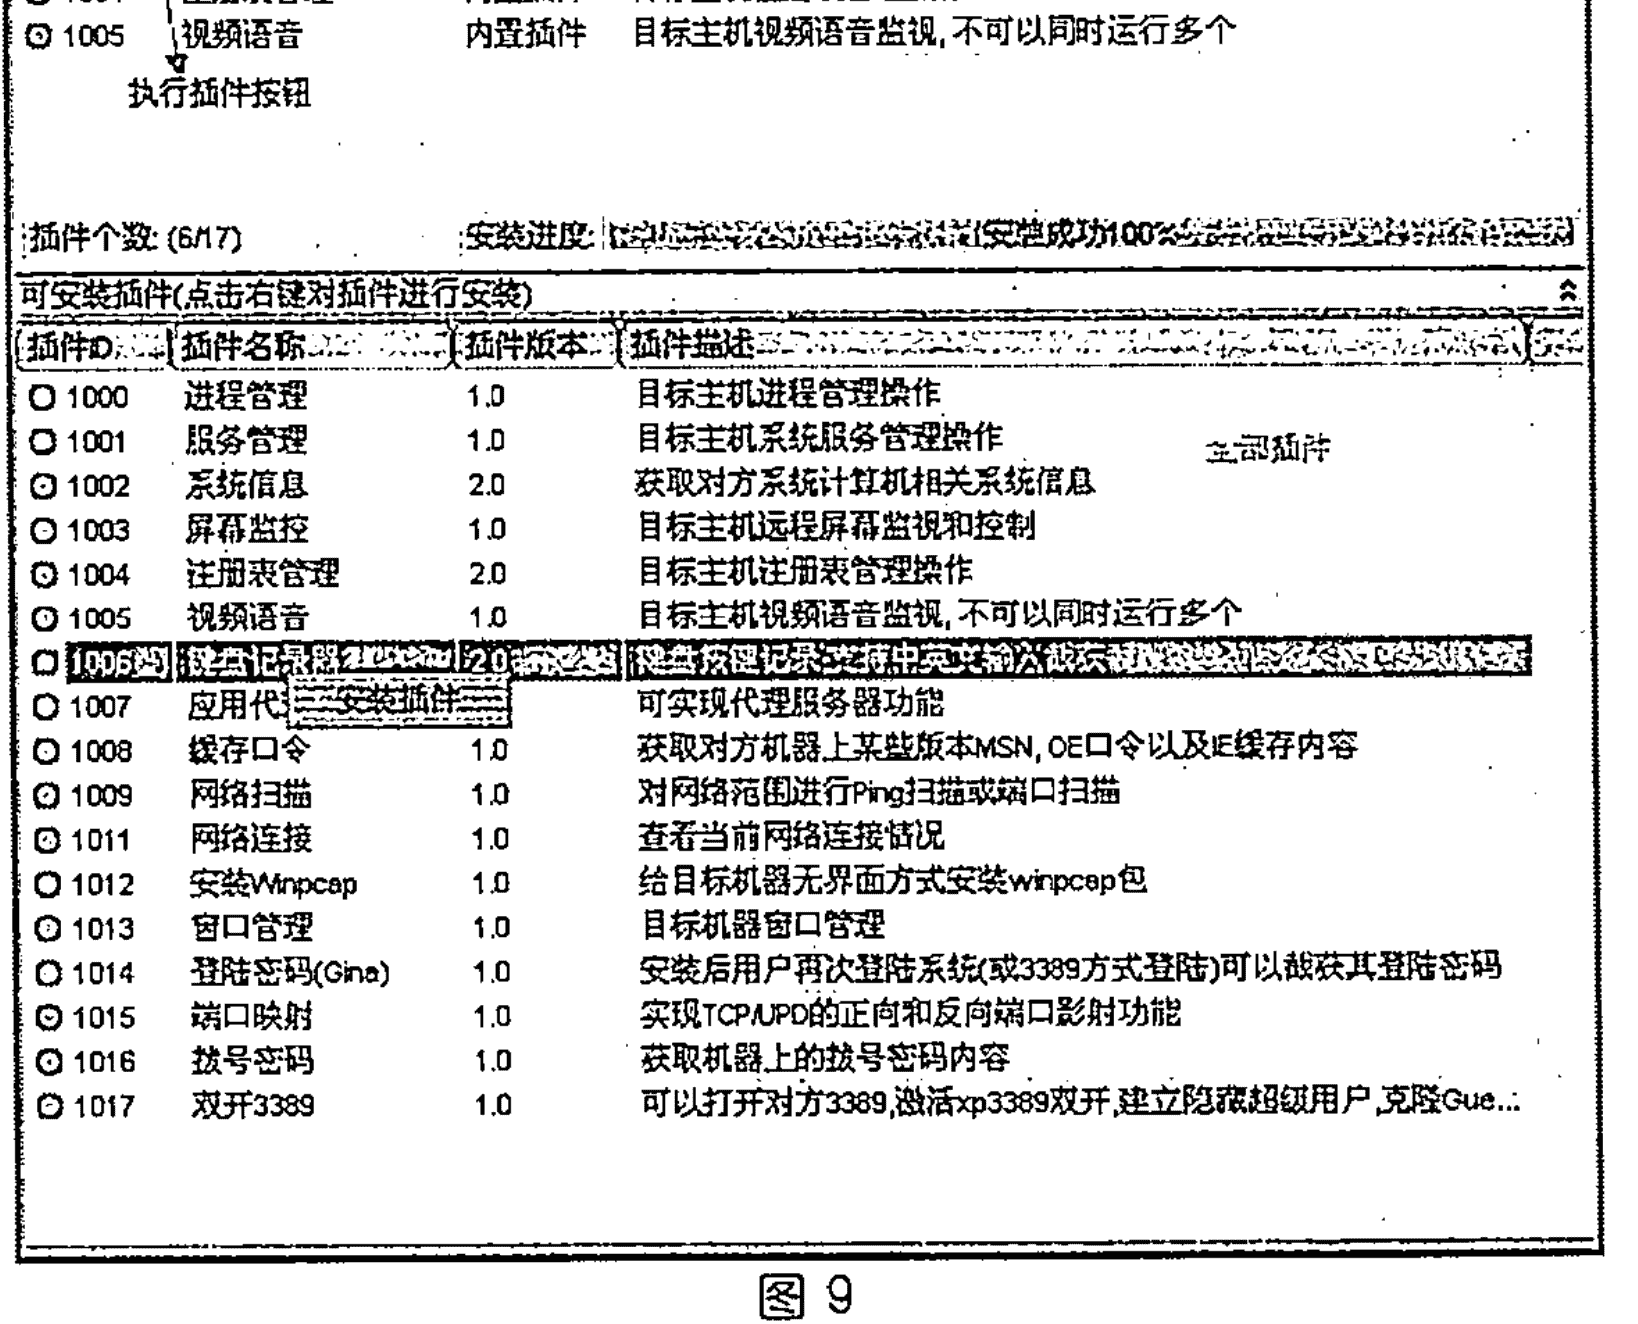 1005 视频语音 内置插件 目标主机视频语音监视,不可以同时运行多个
执行插件按钮
插件个数: (6/17) 安装进度: 安装成功100%
可安装插件(点击右键对插件进行安装)
插件ID 插件名称 插件版本 插件描述
1000 进程管理 1.0 目标主机进程管理操作
1001 服务管理 1.0 目标主机系统服务管理操作
全部插件
1002 系统信息 2.0 获取对方系统计算机相关系统信息
1003 屏幕监控 1.0 目标主机远程屏幕监视和控制
1004 注册表管理 2.0 目标主机注册表管理操作
1005 视频语音 1.0 目标主机视频语音监视,不可以同时运行多个
1006 键盘记录器 2.0 键盘按键记录,支持中英文输入截获
安装插件
1007 应用代 可实现代理服务器功能
1008 缓存口令 1.0 获取对方机器上某些版本MSN, OE口令以及IE缓存内容
1009 网络扫描 1.0 对网络范围进行Ping扫描或端口扫描
1011 网络连接 1.0 查看当前网络连接情况
1012 安装Winpcap 1.0 给目标机器无界面方式安装winpcap包
1013 窗口管理 1.0 目标机器窗口管理
1014 登陆密码(Gina) 1.0 安装后用户再次登陆系统(或3389方式登陆)可以截获其登陆密码
1015 端口映射 1.0 实现TCP/UPD的正向和反向端口影射功能
1016 拨号密码 1.0 获取机器上的拨号密码内容
1017 双开3389 1.0 可以打开对方3389,激活xp3389双开,建立隐藏超级用户,克隆Gue...
图 9